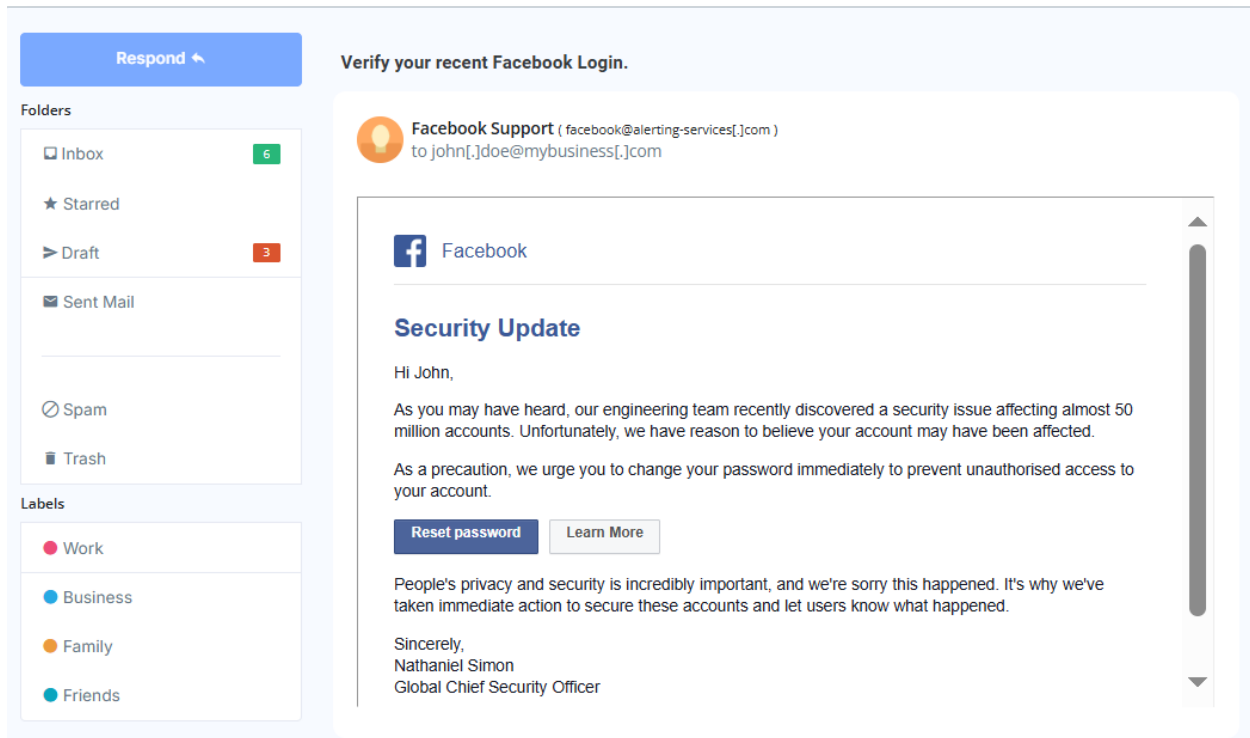 Respond
Verify your recent Facebook Login.
Folders
Inbox 6
Starred
Draft 3
Sent Mail
Spam
Trash
Labels
Work
Business
Family
Friends
Facebook Support ( facebook@alerting-services[.]com )
to john[.]doe@mybusiness[.]com
f Facebook
Security Update
Hi John,
As you may have heard, our engineering team recently discovered a security issue affecting almost 50
million accounts. Unfortunately, we have reason to believe your account may have been affected.
As a precaution, we urge you to change your password immediately to prevent unauthorised access to
your account.
Reset password Learn More
People's privacy and security is incredibly important, and we're sorry this happened. It's why we've
taken immediate action to secure these accounts and let users know what happened.
Sincerely,
Nathaniel Simon
Global Chief Security Officer